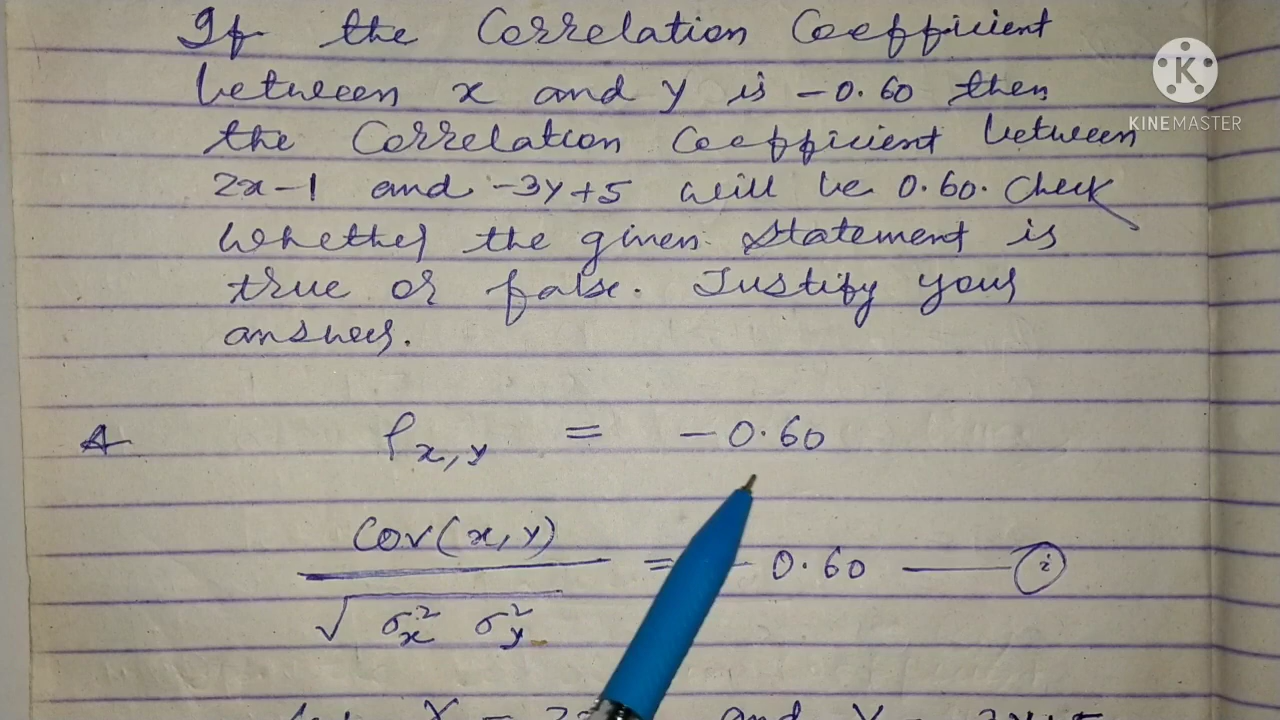 If the Correlation Coefficient
between x and y is -0.60 then
the Correlation Coefficient between
2x-1 and -3y+5 will be 0.60. Check
whether the given statement is
true or false. Justify your
answer.
A ρx,y = -0.60
Cov(x,y)
= - 0.60 (i)
√ σx² σy²
and
K
KINEMASTER